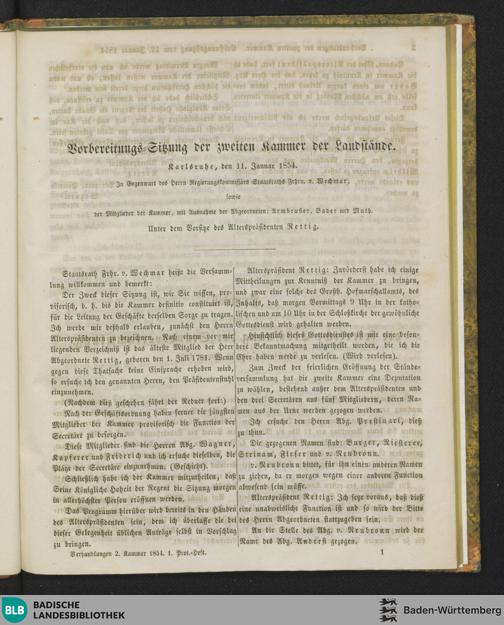 Vorbereitungs-Sitzung der zweiten Kammer der Landstände.
Karlsruhe, den 11. Januar 1854.
In Gegenwart des Herrn Regierungskommissärs Staatsraths Frhrn. v. Wechmar,
sowie
der Mitglieder der Kammer, mit Ausnahme der Abgeordneten: Armbruster, Bader und Muth.
Unter dem Vorsitze des Alterspräsidenten Rettig.
Staatsrath Frhr. v. Wechmar heißt die Versamm-
lung willkommen und bemerkt:
Der Zweck dieser Sitzung ist, wie Sie wissen, pro-
visorisch, d. h. bis die Kammer definitiv constituirt ist,
für die Leitung der Geschäfte derselben Sorge zu tragen.
Ich werde mir deßhalb erlauben, zunächst den Herrn
Alterspräsidenten zu bezeichnen. Nach einem vor mir
liegenden Verzeichniß ist das älteste Mitglied der Herr
Abgeordnete Rettig, geboren den 1. Juli 1781. Wenn
gegen diese Thatsache keine Einsprache erhoben wird,
so ersuche ich den genannten Herrn, den Präsidentenstuhl
einzunehmen.
(Nachdem dieß geschehen fährt der Redner fort:)
Nach der Geschäftsordnung haben ferner die jüngsten
Mitglieder der Kammer provisorisch die Function der
Secretäre zu besorgen.
Diese Mitglieder sind die Herren Abg. Wagner,
Kapferer und Friderich und ich ersuche dieselben, die
Plätze der Secretäre einzunehmen. (Geschieht).
Schließlich habe ich der Kammer mitzutheilen, daß
Seine Königliche Hoheit der Regent die Sitzung morgen
in allerhöchster Person eröffnen werden.
Das Programm hierüber wird bereits in den Händen
des Alterspräsidenten sein, dem ich überlasse die bei
dieser Gelegenheit üblichen Anträge selbst in Vorschlag
zu bringen.
Verhandlungen 2. Kammer 1854. 1. Prot.-Heft.
Alterspräsident Rettig: Zuvörderst habe ich einige
Mittheilungen zur Kenntniß der Kammer zu bringen,
und zwar eine solche des Großh. Hofmarschallamts, des
Inhalts, daß morgen Vormittags 9 Uhr in der katho-
lischen und um 10 Uhr in der Schloßkirche der gewöhnliche
Gottesdienst wird gehalten werden.
Hinsichtlich dieses Gottesdienstes ist mir eine beson-
dere Bekanntmachung mitgetheilt worden, die ich die
Ehre haben werde zu verlesen. (Wird verlesen).
Zum Zweck der feierlichen Eröffnung der Stände-
versammlung hat die zweite Kammer eine Deputation
zu wählen, bestehend außer dem Alterspräsidenten und
den drei Secretären aus fünf Mitgliedern, deren Na-
men aus der Urne werden gezogen werden.
Ich ersuche den Herrn Abg. Prestinari, dieß
zu thun.
Die gezogenen Namen sind: Burger, Riesterer,
Steinam, Fieser und v. Neubronn.
v. Neubronn bittet, für ihn einen anderen Namen
zu ziehen, da er morgen wegen einer anderen Function
amtirend sein müsse.
Alterspräsident Rettig: Ich setze voraus, daß dieß
eine unabweisliche Function ist und so wird der Bitte
des Herrn Abgeordneten stattzugeben sein.
An die Stelle des Abg. v. Neubronn wird der
Namen des Abg. Anderst gezogen.
1
BLB BADISCHE
LANDESBIBLIOTHEK
Baden-Württemberg